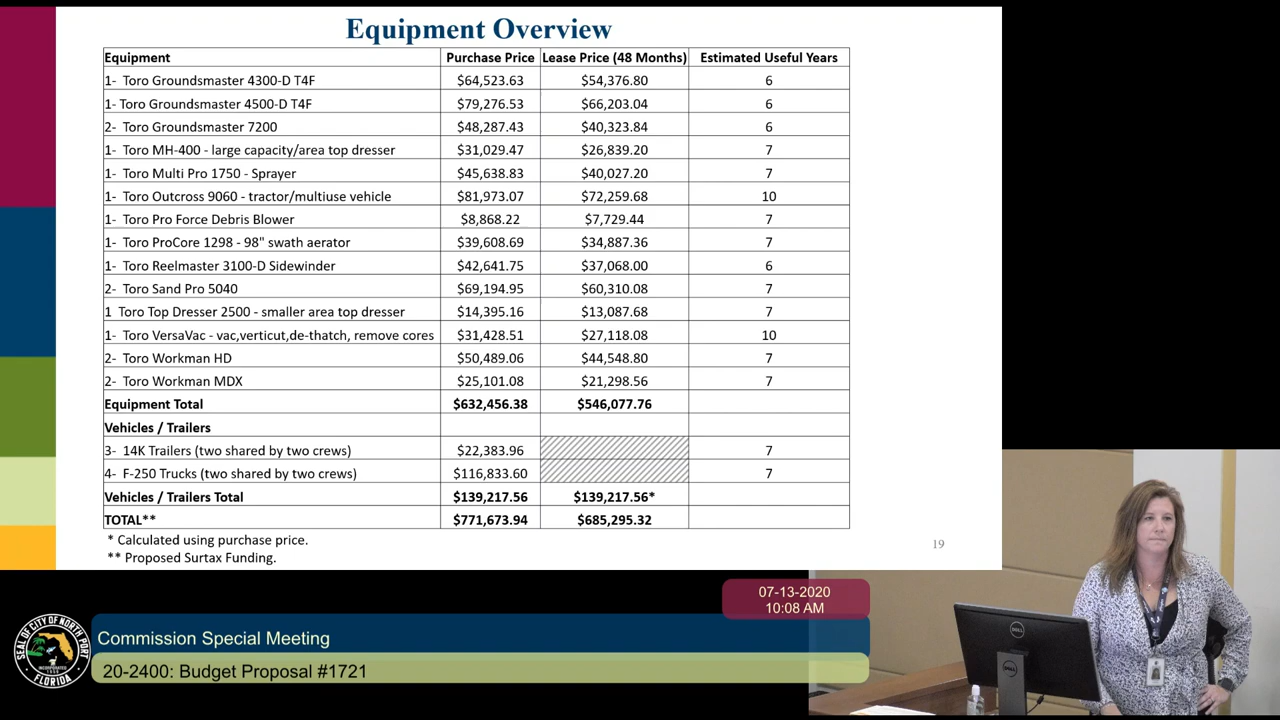 Equipment Overview
Equipment Purchase Price Lease Price (48 Months) Estimated Useful Years
1- Toro Groundsmaster 4300-D T4F $64,523.63 $54,376.80 6
1- Toro Groundsmaster 4500-D T4F $79,276.53 $66,203.04 6
2- Toro Groundsmaster 7200 $48,287.43 $40,323.84 6
1- Toro MH-400 - large capacity/area top dresser $31,029.47 $26,839.20 7
1- Toro Multi Pro 1750 - Sprayer $45,638.83 $40,027.20 7
1- Toro Outcross 9060 - tractor/multiuse vehicle $81,973.07 $72,259.68 10
1- Toro Pro Force Debris Blower $8,868.22 $7,729.44 7
1- Toro ProCore 1298 - 98" swath aerator $39,608.69 $34,887.36 7
1- Toro Reelmaster 3100-D Sidewinder $42,641.75 $37,068.00 6
2- Toro Sand Pro 5040 $69,194.95 $60,310.08 7
1 Toro Top Dresser 2500 - smaller area top dresser $14,395.16 $13,087.68 7
1- Toro VersaVac - vac,verticut,de-thatch, remove cores $31,428.51 $27,118.08 10
2- Toro Workman HD $50,489.06 $44,548.80 7
2- Toro Workman MDX $25,101.08 $21,298.56 7
Equipment Total $632,456.38 $546,077.76
Vehicles / Trailers
3- 14K Trailers (two shared by two crews) $22,383.96 7
4- F-250 Trucks (two shared by two crews) $116,833.60 7
Vehicles / Trailers Total $139,217.56 $139,217.56*
TOTAL** $771,673.94 $685,295.32
* Calculated using purchase price.
** Proposed Surtax Funding.
19
07-13-2020
10:08 AM
Commission Special Meeting
20-2400: Budget Proposal #1721
SEAL OF CITY OF NORTH PORT
INCORPORATED
FLORIDA
DELL
DELL